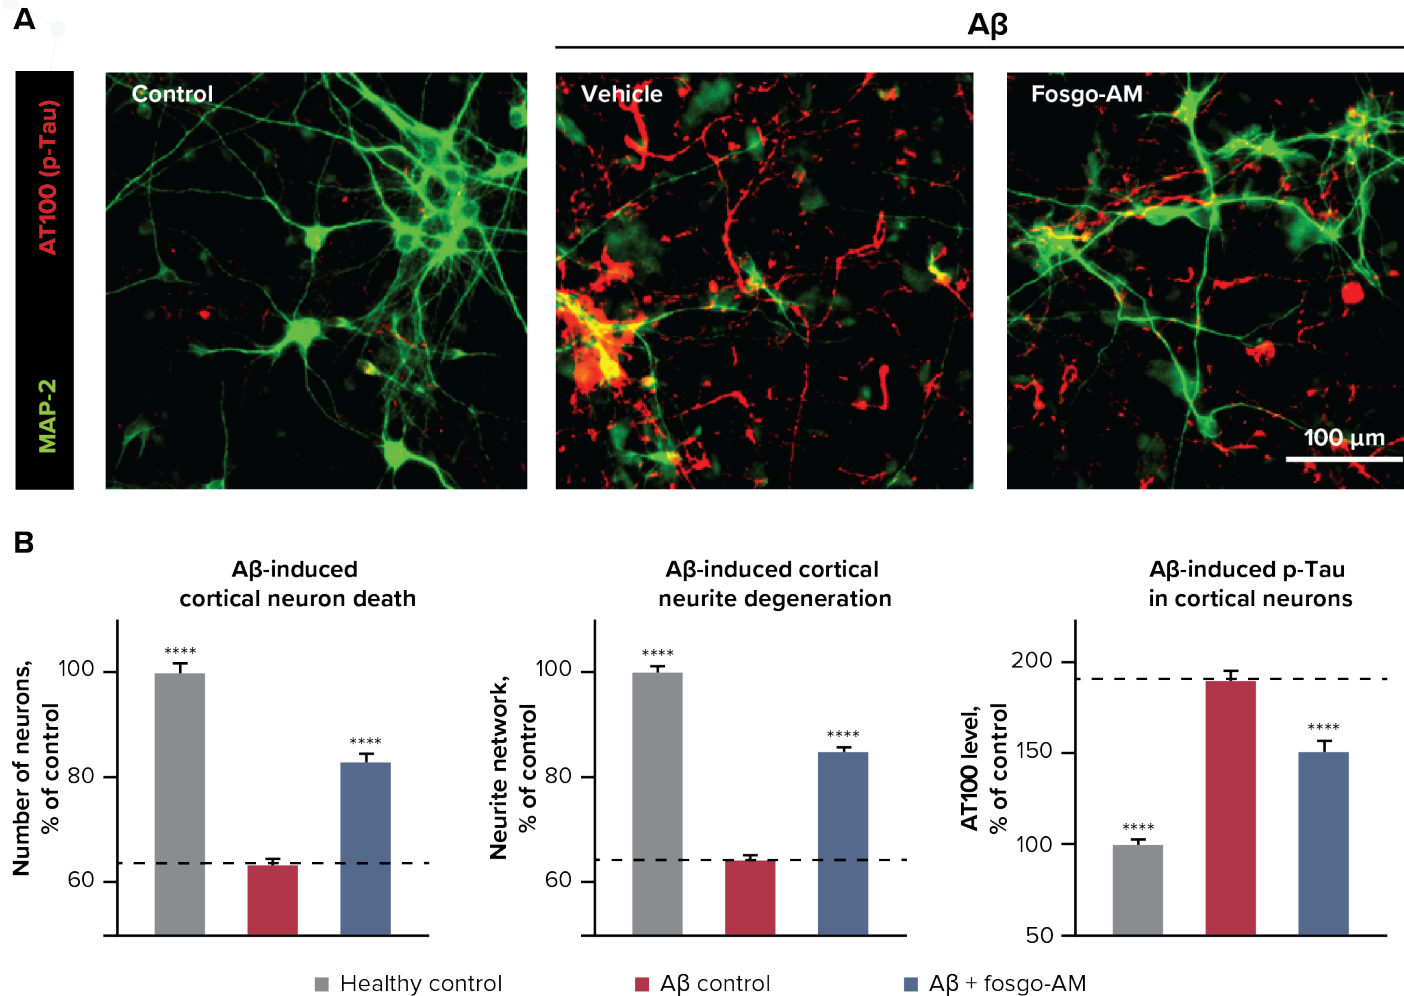 A
Aβ
AT100 (p-Tau)
MAP-2
Control
Vehicle
Fosgo-AM
100 μm
B
Aβ-induced
cortical neuron death
Number of neurons,
% of control
100
80
60
****
****
Aβ-induced cortical
neurite degeneration
Neurite network,
% of control
100
80
60
****
****
Aβ-induced p-Tau
in cortical neurons
AT100 level,
% of control
200
150
100
50
****
****
Healthy control
Aβ control
Aβ + fosgo-AM